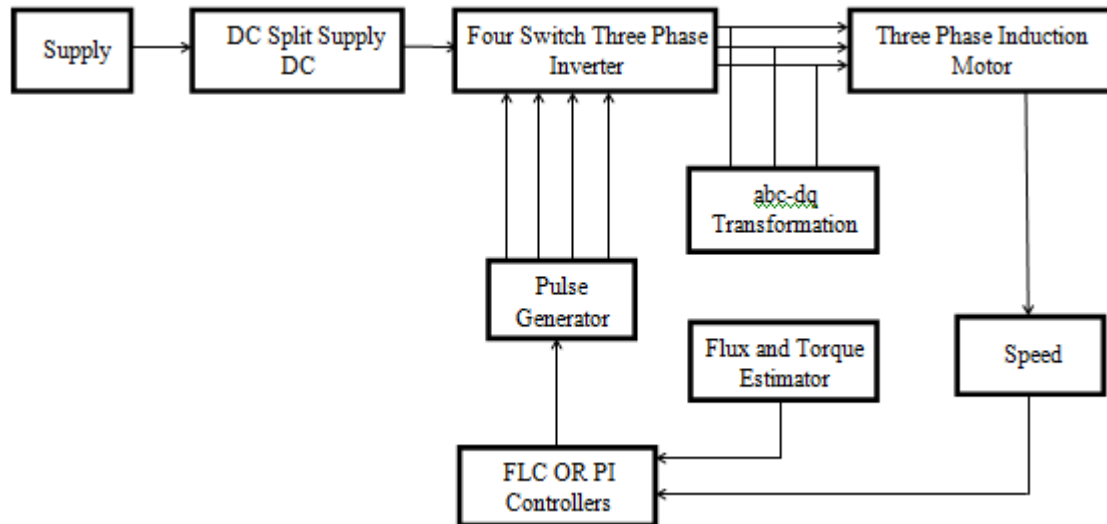 Supply
DC Split Supply
DC
Four Switch Three Phase
Inverter
Three Phase Induction
Motor
abc-dq
Transformation
Pulse
Generator
Flux and Torque
Estimator
Speed
FLC OR PI
Controllers